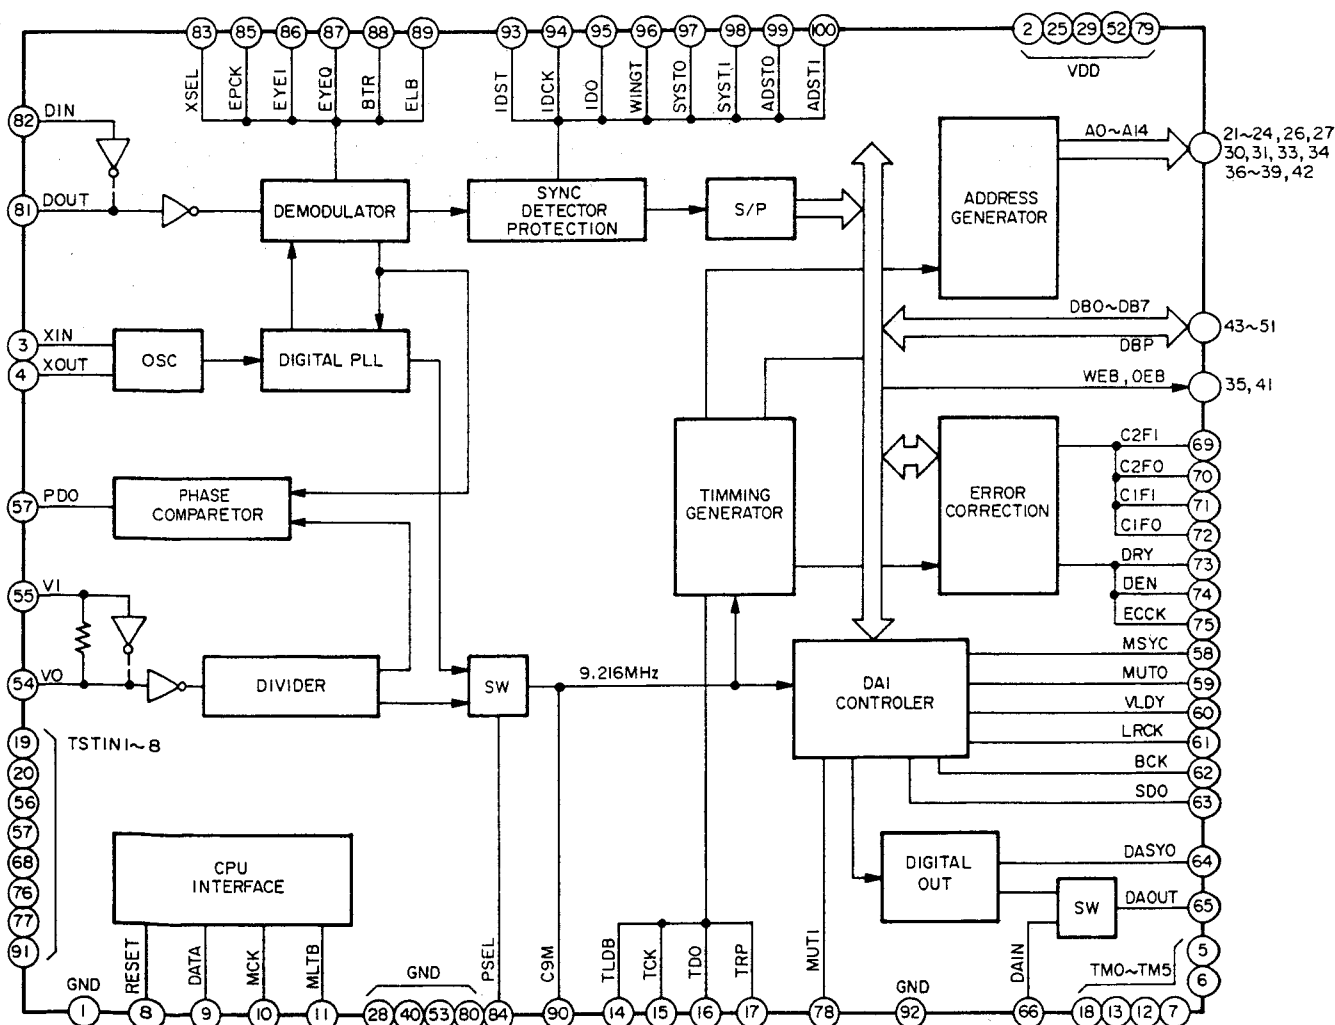 83 85 86 87 88 89 93 94 95 96 97 98 99 100 2 25 29 52 79
XSEL EPCK EYE1 EYEQ BTR ELB IDST IDCK IDO WINGT SYSTO SYST1 ADSTO ADST1 VDD
82 DIN
81 DOUT
DEMODULATOR
SYNC
DETECTOR
PROTECTION
S/P
ADDRESS
GENERATOR
A0~A14
21~24, 26, 27
30, 31, 33, 34
36~39, 42
3 XIN
4 XOUT
OSC
DIGITAL PLL
DB0~DB7
DBP
43~51
WEB, OEB
35, 41
57 PDO
PHASE
COMPARETOR
TIMMING
GENERATOR
ERROR
CORRECTION
C2F1 69
C2FO 70
C1F1 71
C1FO 72
DRY 73
DEN 74
ECCK 75
55 VI
54 VO
DIVIDER
SW
9.216MHz
DAI
CONTROLER
MSYC 58
MUTO 59
VLDY 60
LRCK 61
BCK 62
SDO 63
19 TSTIN1~8
20
56
57
68
76
77
91
CPU
INTERFACE
DIGITAL
OUT
SW
DASYO 64
DAOUT 65
5
6
TM0~TM5
GND RESET DATA MCK MLTB GND PSEL C9M TLDB TCK TDO TRP MUT1 GND DAIN
1 8 9 10 11 28 40 53 80 84 90 14 15 16 17 78 92 66 18 13 12 7